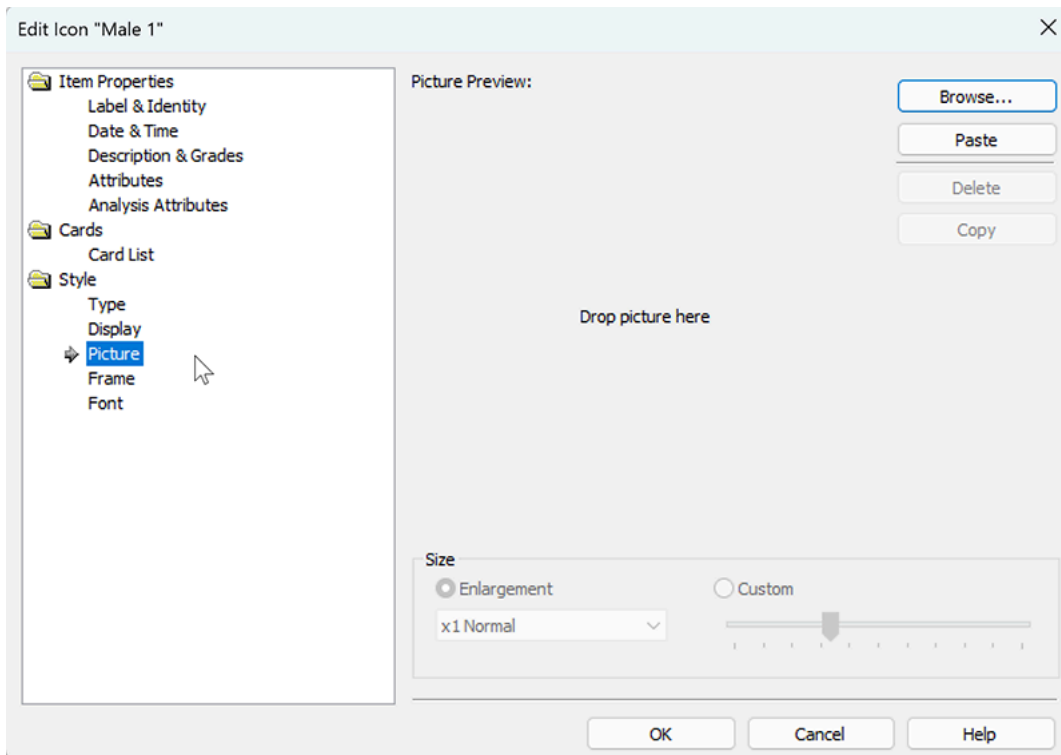 Edit Icon "Male 1"
Item Properties
Label & Identity
Date & Time
Description & Grades
Attributes
Analysis Attributes
Cards
Card List
Style
Type
Display
Picture
Frame
Font
Picture Preview:
Browse...
Paste
Delete
Copy
Drop picture here
Size
Enlargement
Custom
x1 Normal
OK
Cancel
Help